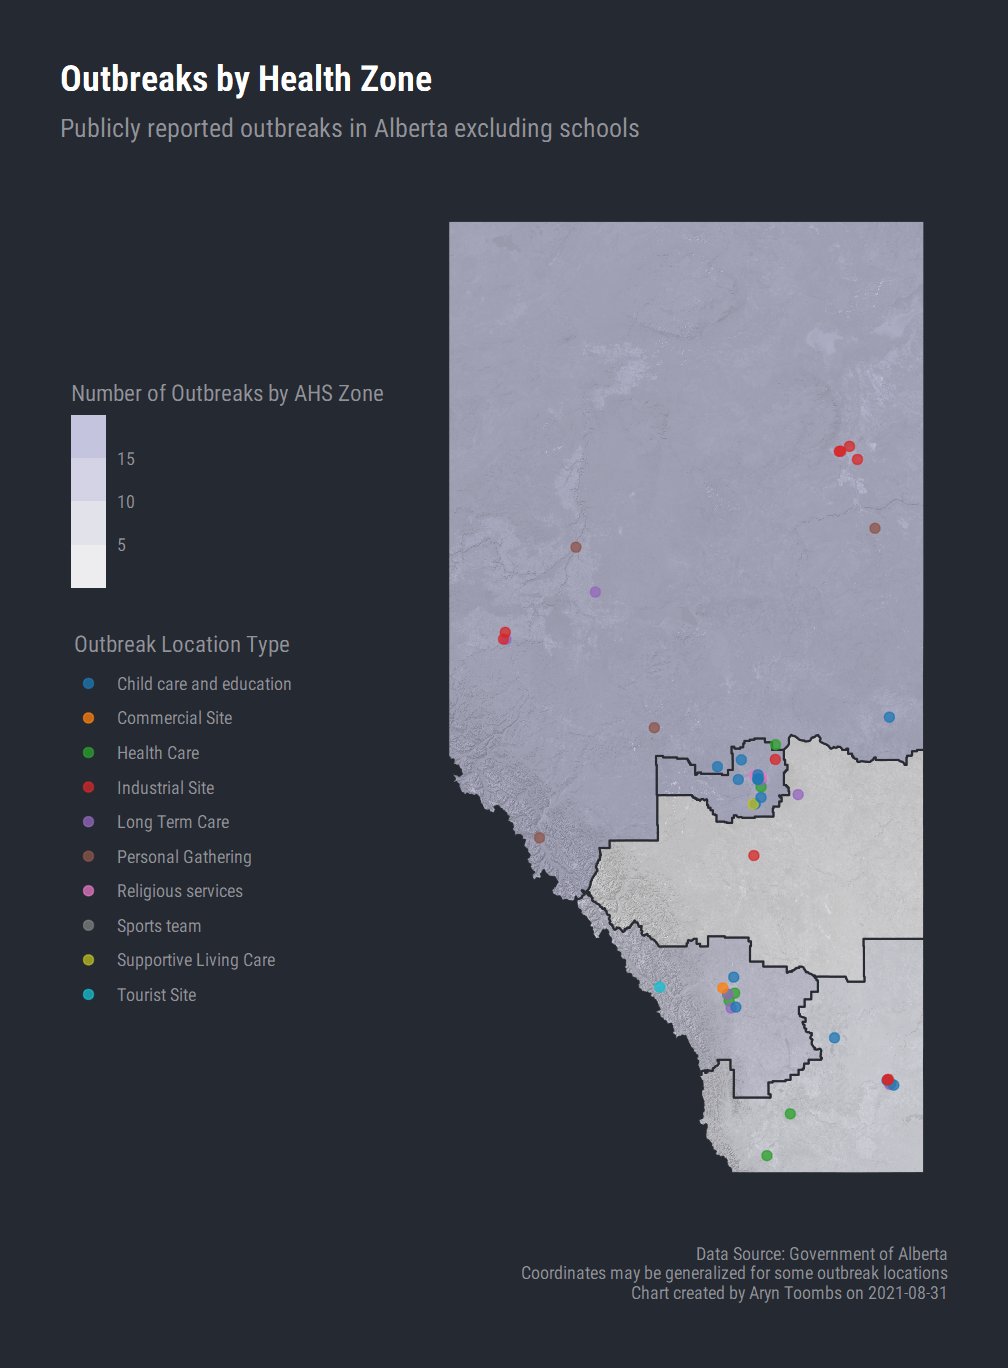 Outbreaks by Health Zone
Publicly reported outbreaks in Alberta excluding schools
Number of Outbreaks by AHS Zone
15
10
5
Outbreak Location Type
Child care and education
Commercial Site
Health Care
Industrial Site
Long Term Care
Personal Gathering
Religious services
Sports team
Supportive Living Care
Tourist Site
Data Source: Government of Alberta
Coordinates may be generalized for some outbreak locations
Chart created by Aryn Toombs on 2021-08-31